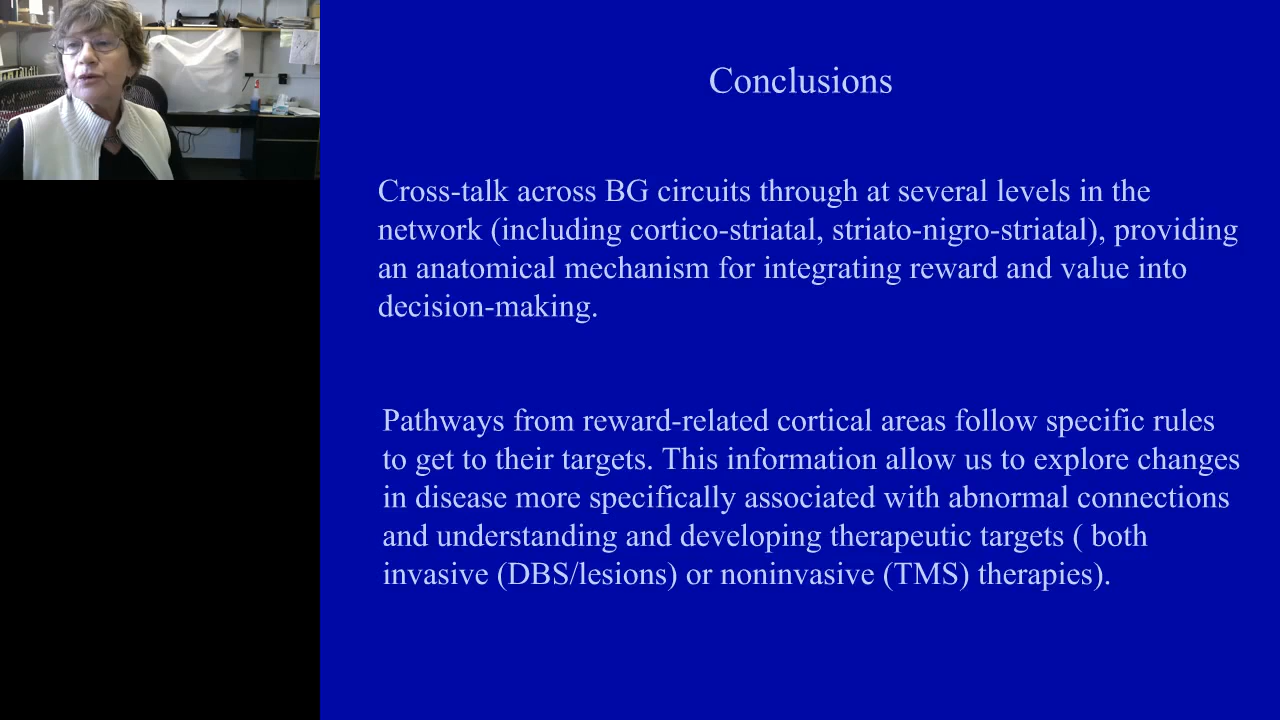 Conclusions
Cross-talk across BG circuits through at several levels in the
network (including cortico-striatal, striato-nigro-striatal), providing
an anatomical mechanism for integrating reward and value into
decision-making.
Pathways from reward-related cortical areas follow specific rules
to get to their targets. This information allow us to explore changes
in disease more specifically associated with abnormal connections
and understanding and developing therapeutic targets ( both
invasive (DBS/lesions) or noninvasive (TMS) therapies).